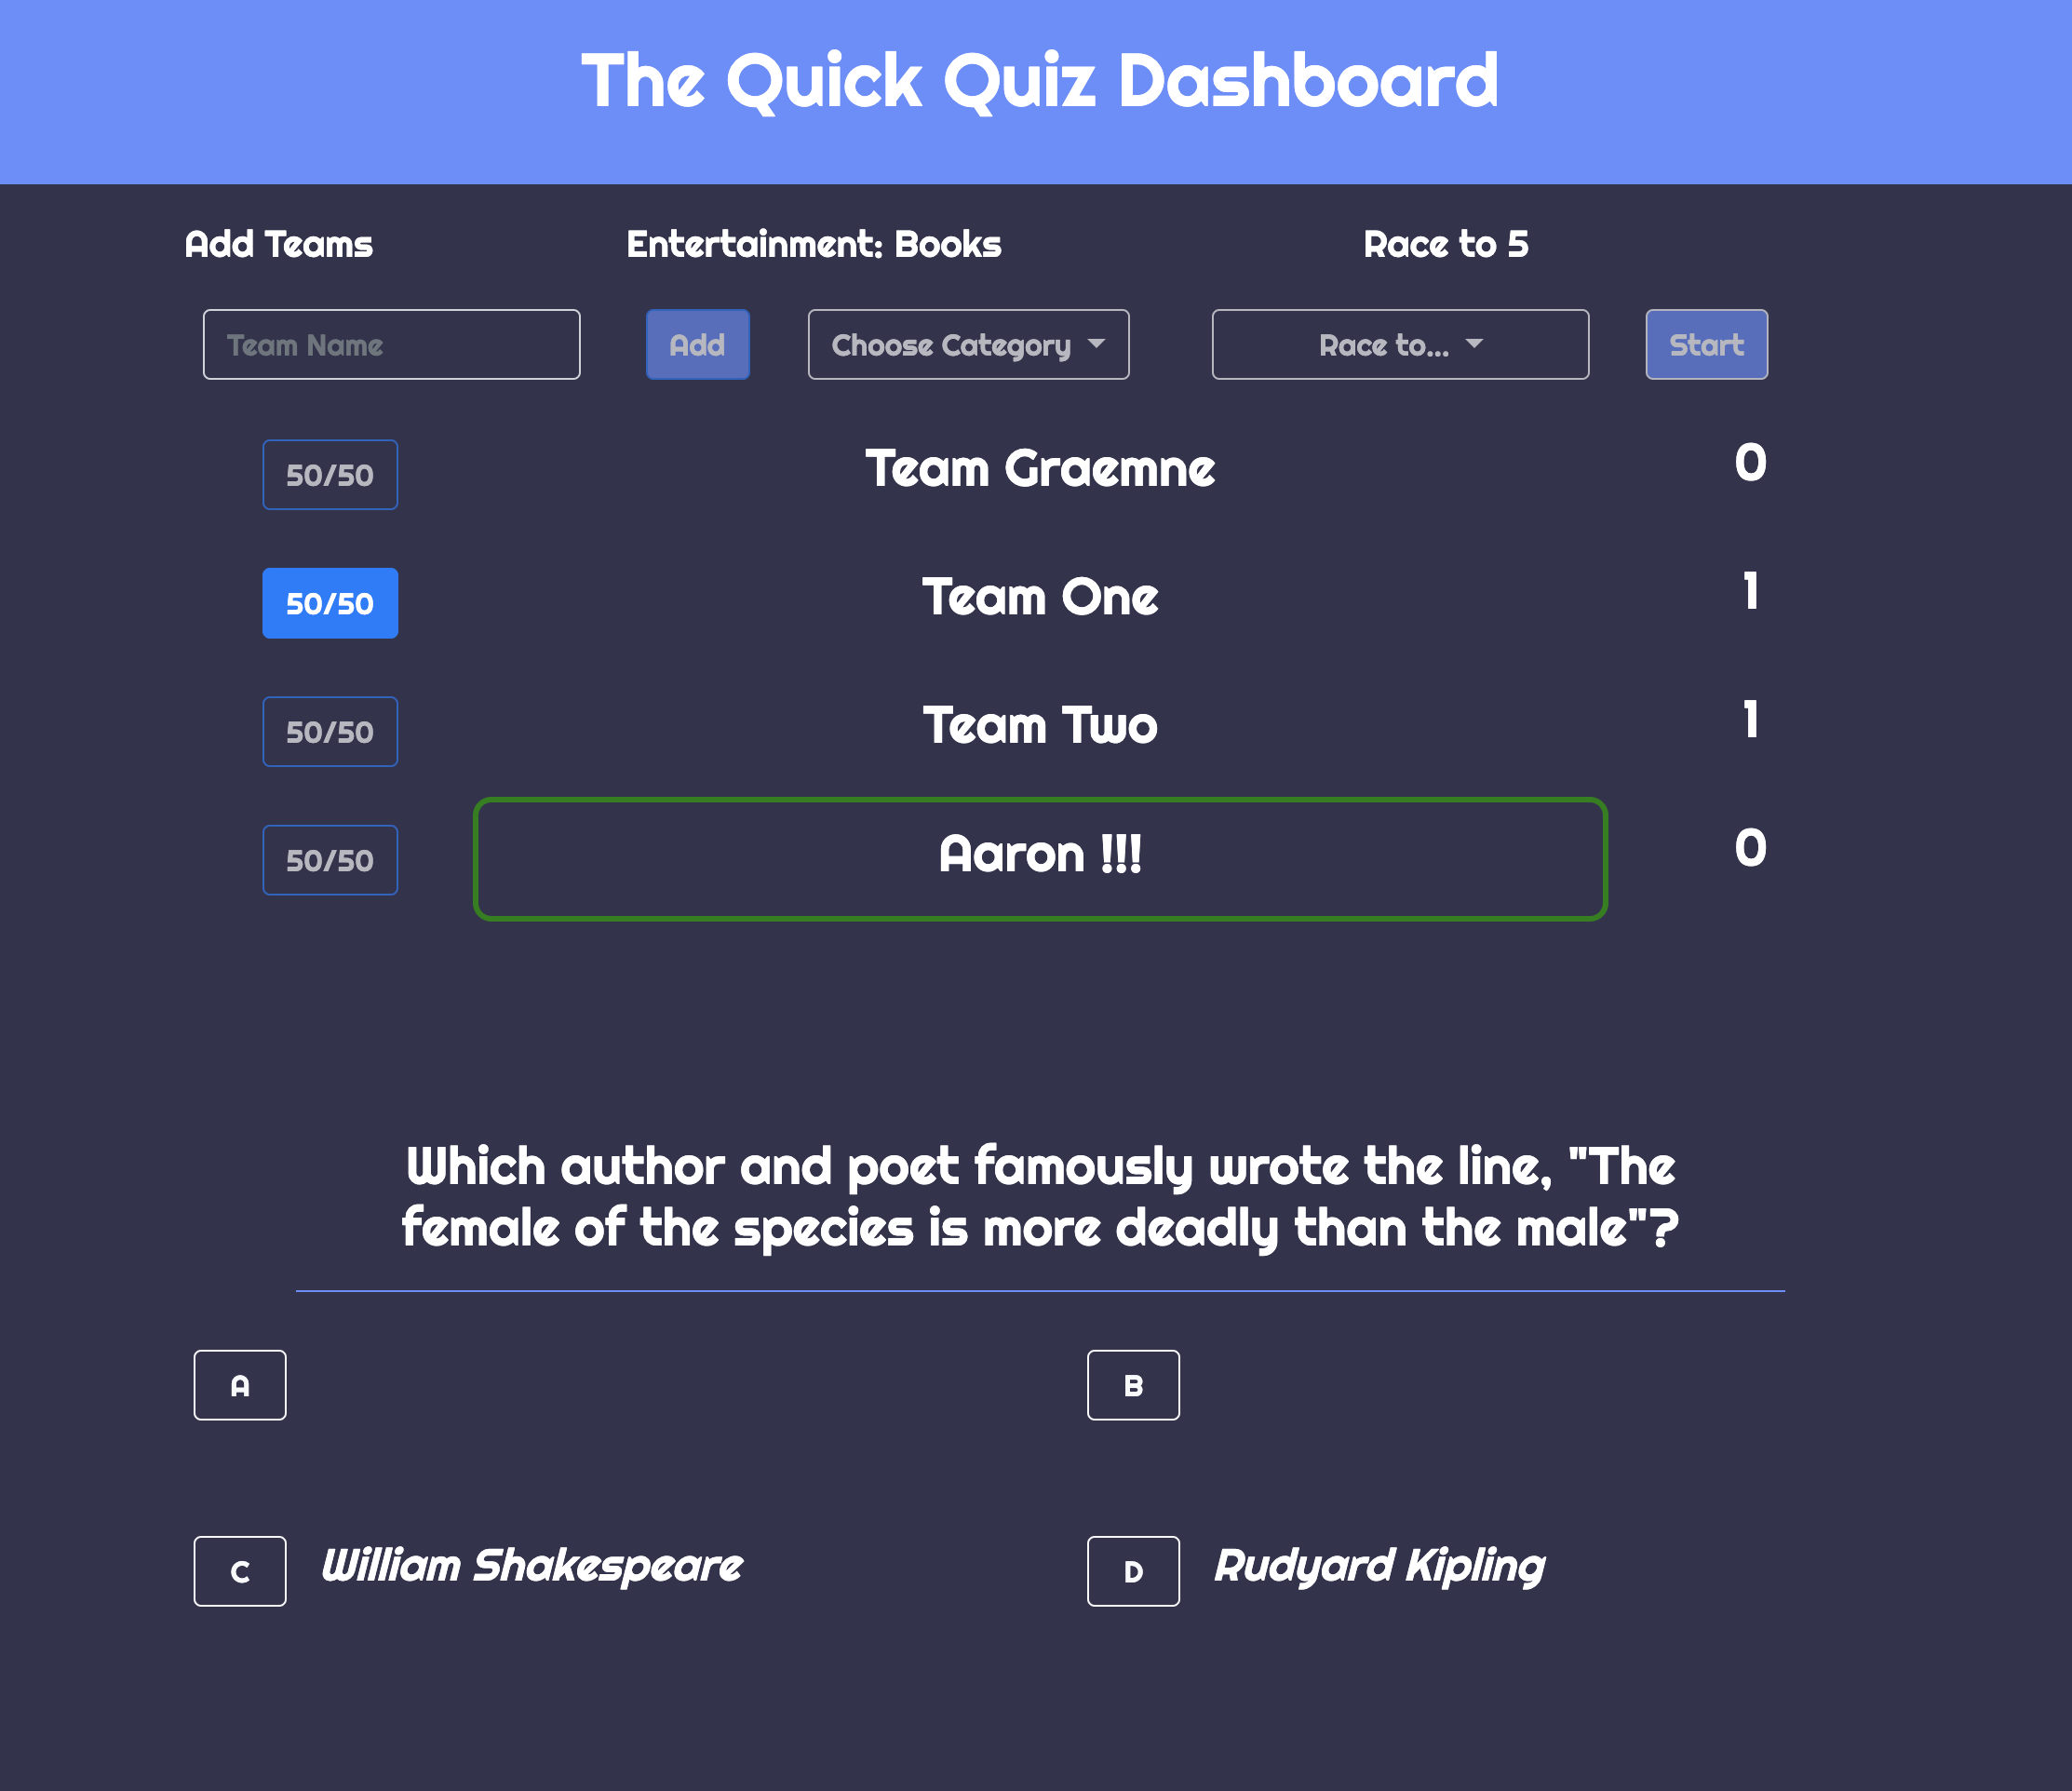 The Quick Quiz Dashboard
Add Teams
Entertainment: Books
Race to 5
Team Name
Add
Choose Category
Race to...
Start
50/50
Team Graemne
0
50/50
Team One
1
50/50
Team Two
1
50/50
Aaron !!!
0
Which author and poet famously wrote the line, "The
female of the species is more deadly than the male"?
A
B
C
William Shakespeare
D
Rudyard Kipling